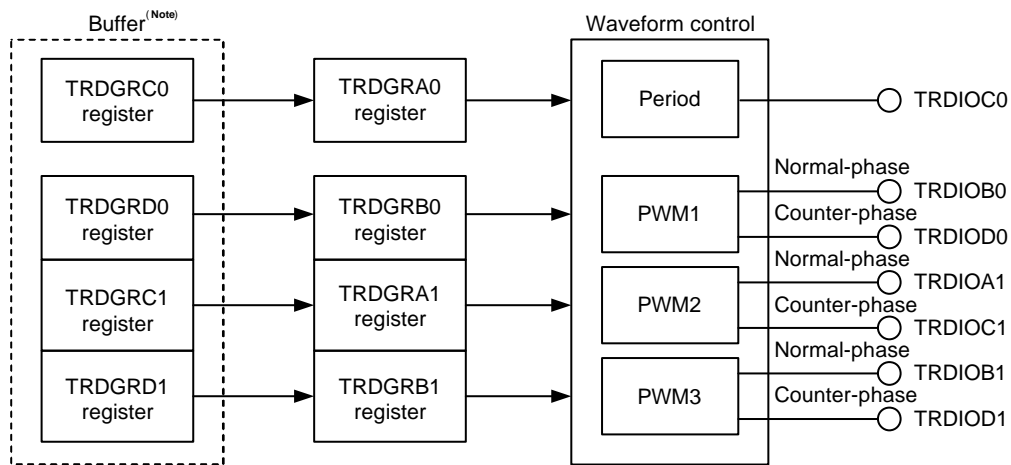 Buffer(Note)
Waveform control
TRDGRC0
register
TRDGRA0
register
Period
TRDIOC0
TRDGRD0
register
TRDGRB0
register
PWM1
Normal-phase
TRDIOB0
Counter-phase
TRDIOD0
TRDGRC1
register
TRDGRA1
register
PWM2
Normal-phase
TRDIOA1
Counter-phase
TRDIOC1
TRDGRD1
register
TRDGRB1
register
PWM3
Normal-phase
TRDIOB1
Counter-phase
TRDIOD1